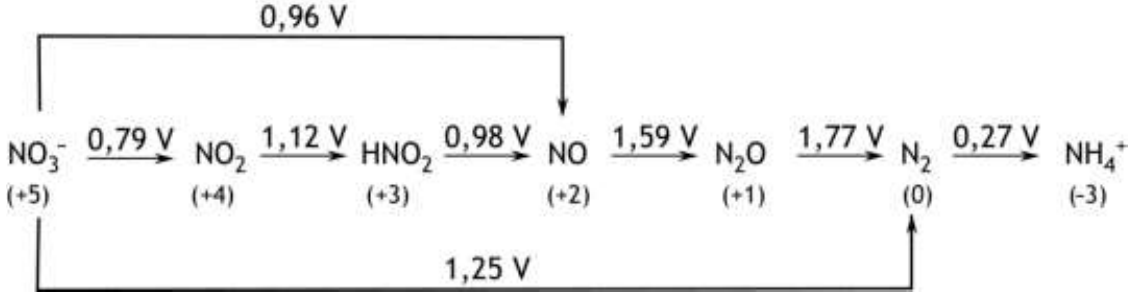 0,96 V
0,79 V 1,12 V 0,98 V 1,59 V 1,77 V 0,27 V
NO₃⁻ NO₂ HNO₂ NO N₂O N₂ NH₄⁺
(+5) (+4) (+3) (+2) (+1) (0) (-3)
1,25 V